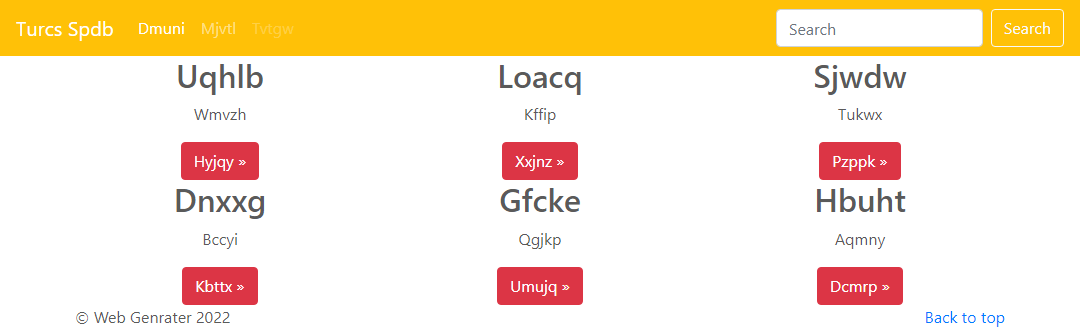 Turcs Spdb Dmuni Mjvtl Tvtgw Search Search
Uqhlb Loacq Sjwdw
Wmvzh Kffip Tukwx
Hyjqy » Xxjnz » Pzppk »
Dnxxg Gfcke Hbuht
Bccyi Qgjkp Aqmny
Kbttx » Umujq » Dcmrp »
© Web Genrater 2022 Back to top